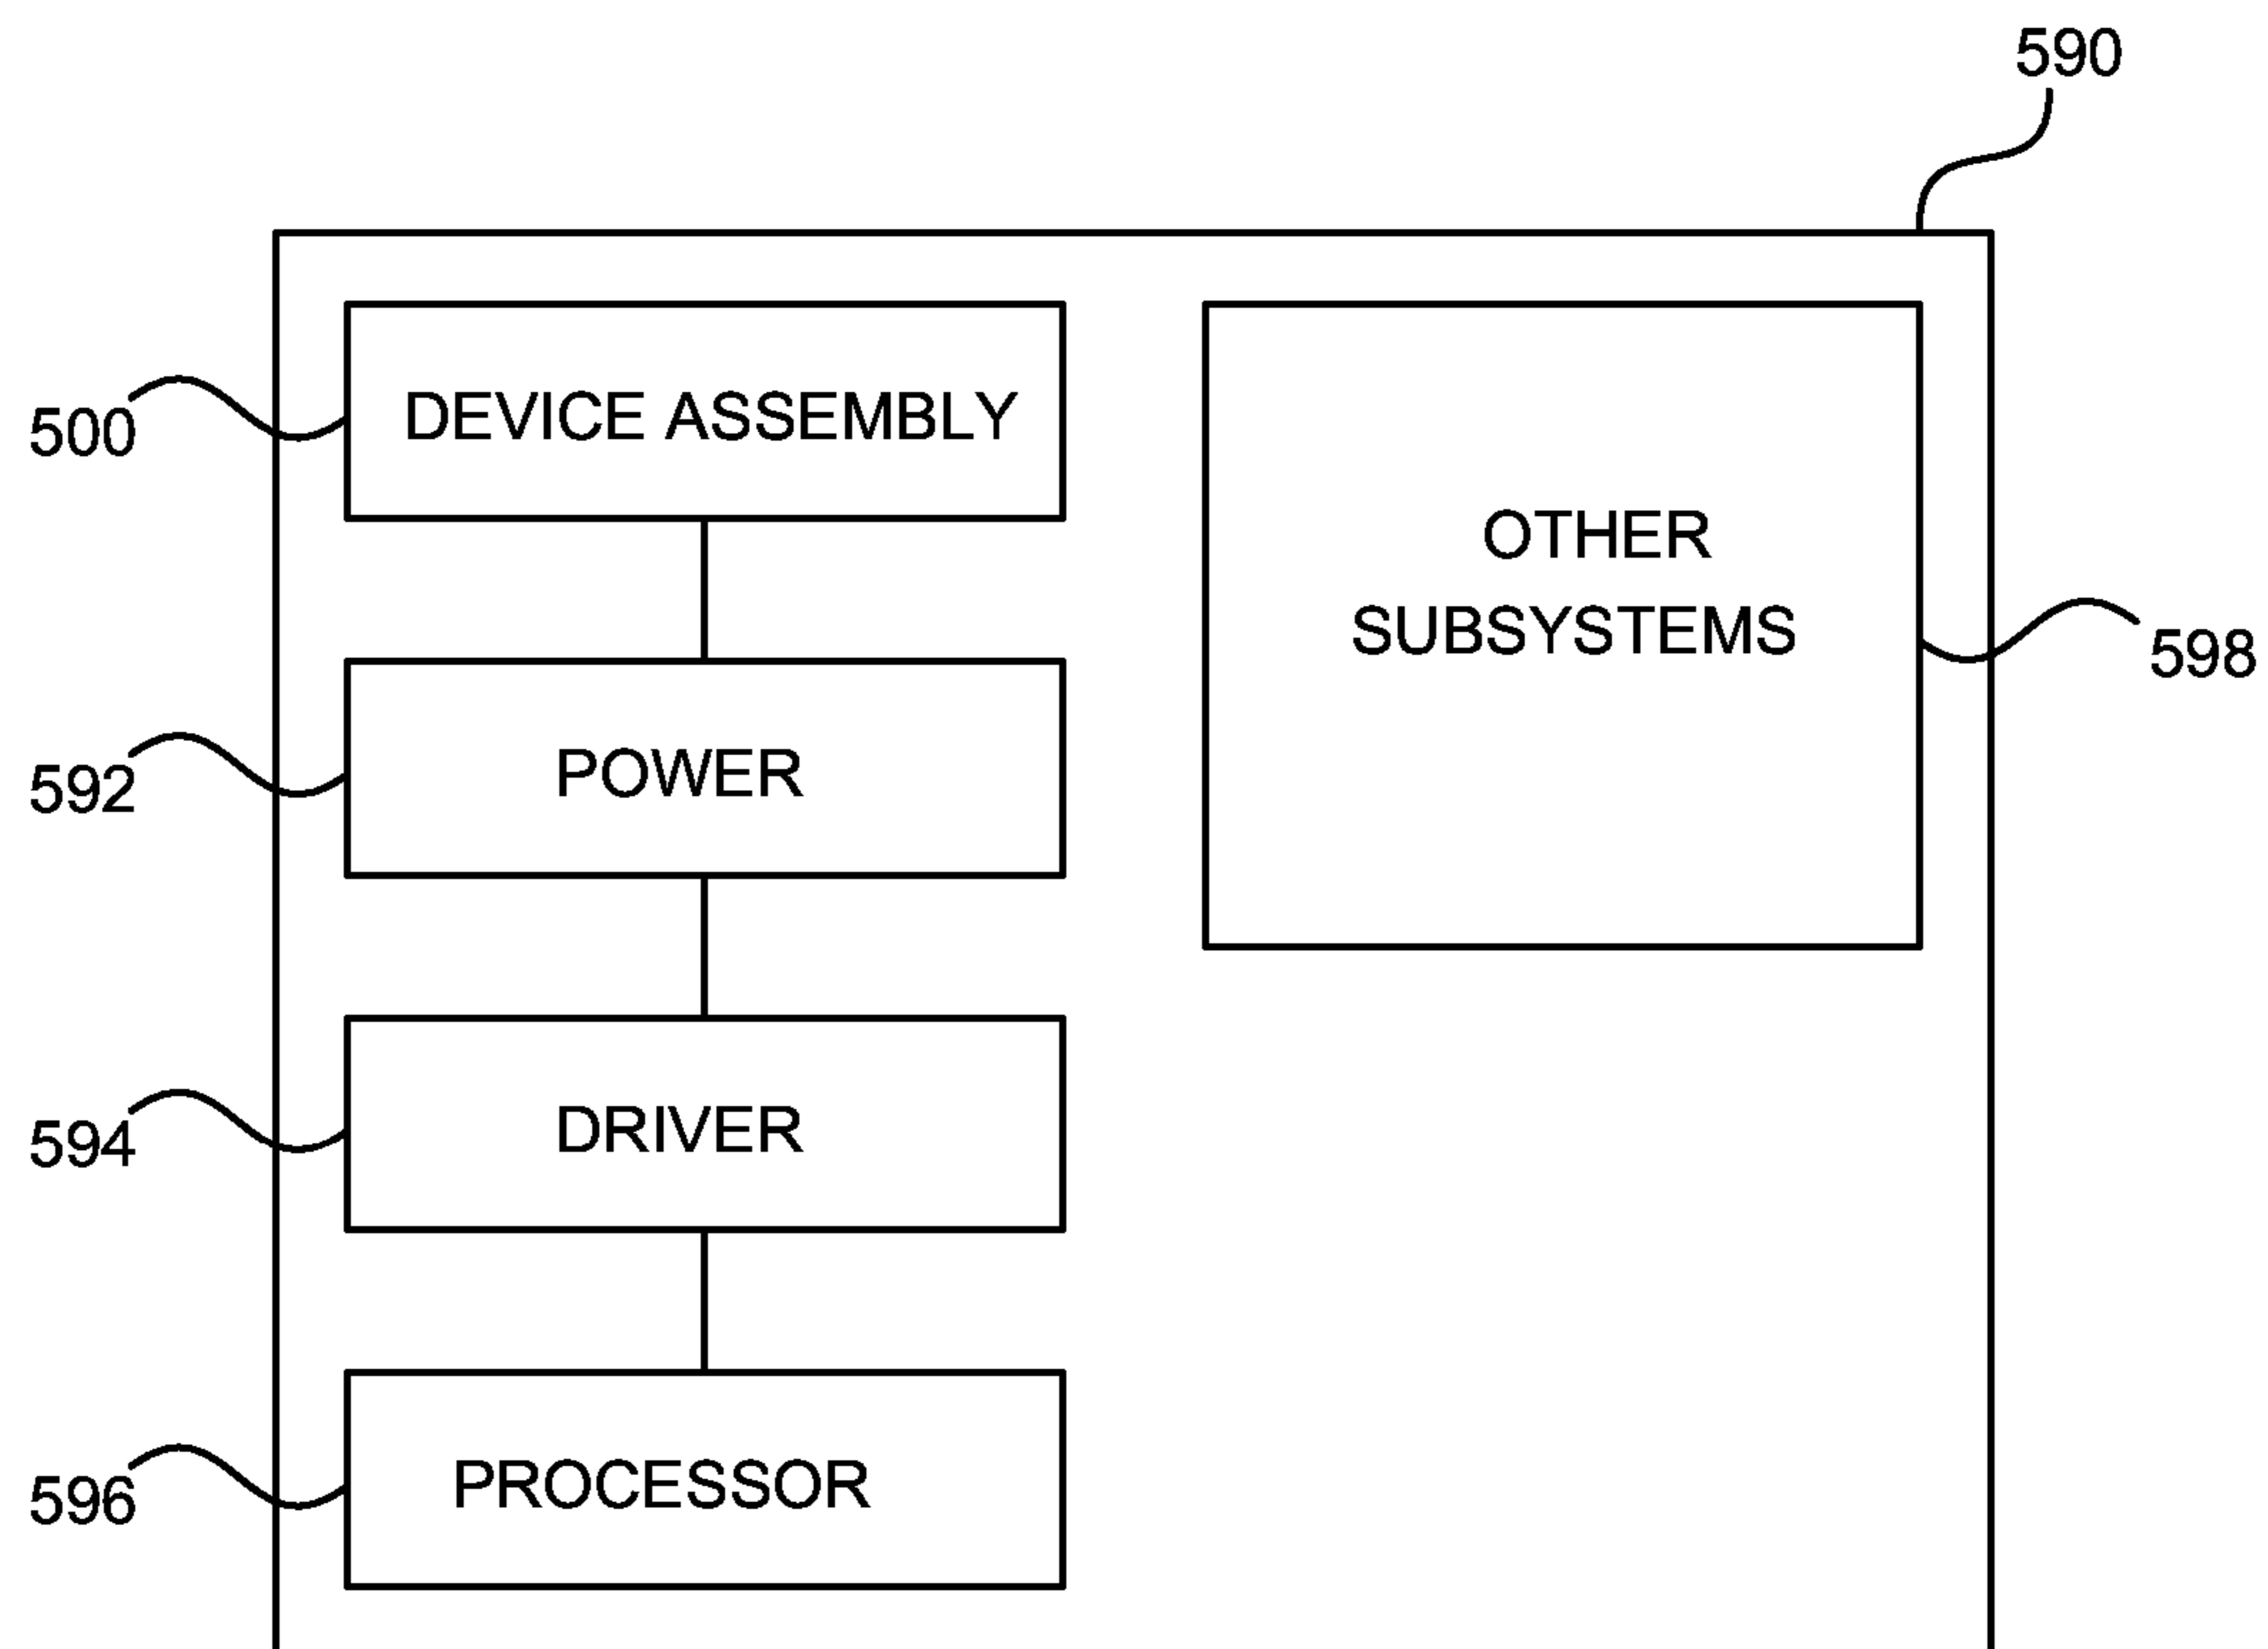 590
500
DEVICE ASSEMBLY
OTHER
SUBSYSTEMS
598
592
POWER
594
DRIVER
596
PROCESSOR